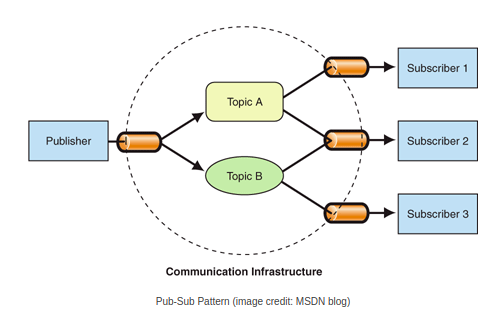 Publisher
Topic A
Topic B
Subscriber 1
Subscriber 2
Subscriber 3
Communication Infrastructure
Pub-Sub Pattern (image credit: MSDN blog)